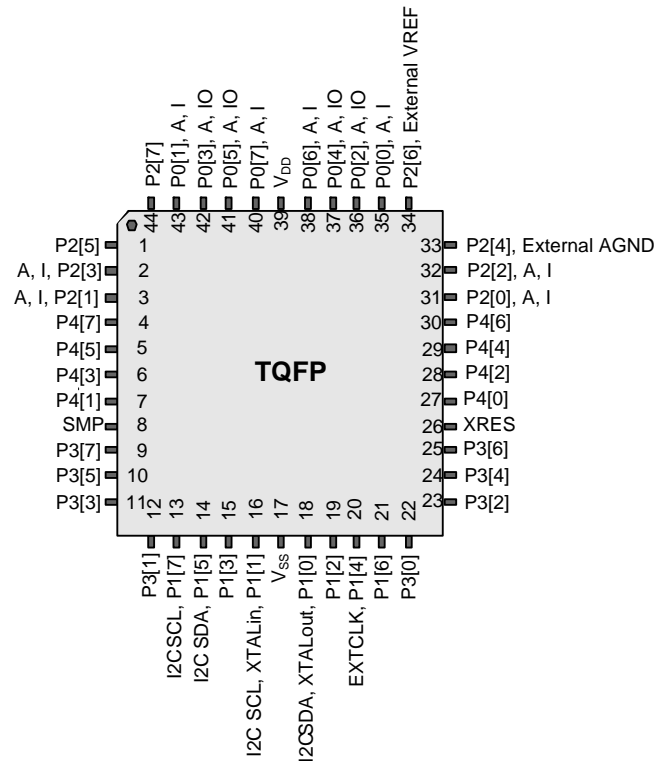 P2[7]
P0[1], A, I
P0[3], A, IO
P0[5], A, IO
P0[7], A, I
VDD
P0[6], A, I
P0[4], A, IO
P0[2], A, IO
P0[0], A, I
P2[6], External VREF
44
43
42
41
40
39
38
37
36
35
34
P2[5] 1
A, I, P2[3] 2
A, I, P2[1] 3
P4[7] 4
P4[5] 5
P4[3] 6
P4[1] 7
SMP 8
P3[7] 9
P3[5] 10
P3[3] 11
TQFP
33 P2[4], External AGND
32 P2[2], A, I
31 P2[0], A, I
30 P4[6]
29 P4[4]
28 P4[2]
27 P4[0]
26 XRES
25 P3[6]
24 P3[4]
23 P3[2]
12
13
14
15
16
17
18
19
20
21
22
P3[1]
I2CSCL, P1[7]
I2C SDA, P1[5]
P1[3]
I2C SCL, XTALin, P1[1]
VSS
I2CSDA, XTALout, P1[0]
P1[2]
EXTCLK, P1[4]
P1[6]
P3[0]